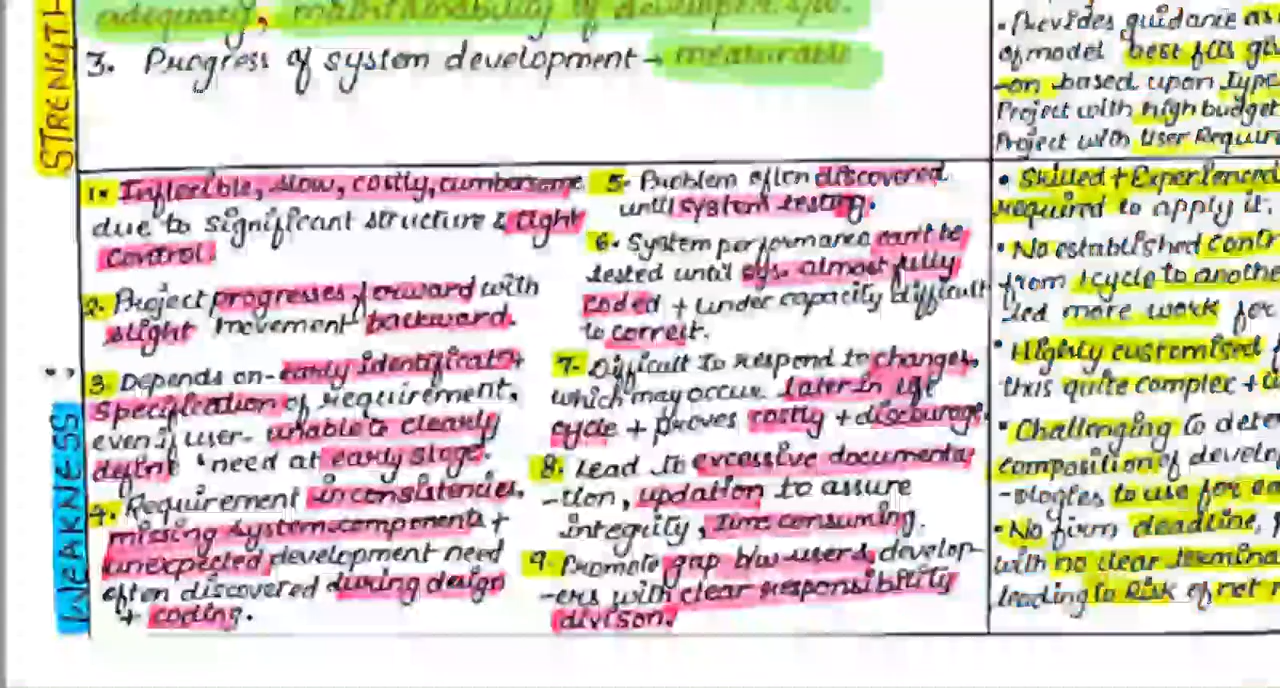 STRENGTH
adequacy, maintainability of developer s/w.
3. Progress of system development → measurable
WEAKNESS
1. Inflexible, slow, costly, cumbersome
due to significant structure & tight
control.
2. Project progresses forward with
slight movement backward.
3. Depends on- early identificatn
specification of requirement,
even if user- unable to clearly
define need at early stage.
4. Requirement inconsistencies,
missing system components +
unexpected development need
often discovered during design
+ coding.
5. Problem often discovered
until system testing.
6. System performance can't be
tested until sys. almost fully
coded + under capacity difficult
to correct.
7. Difficult to respond to changes,
which may occur later in life
cycle + proves costly + discourage.
8. Lead to excessive documenta
-tion, updation to assure
integrity, time consuming.
9. Promote gap b/w users, develop-
-ers with clear responsibility
divison.
• Provides guidance as
of model best fits gi
-on based upon type
Project with high budget
Project with User Requir
• Skilled + Experienced
required to apply it.
• No established contr
from 1 cycle to anothe
led more work for
• Highly customised
thus quite complex +
• Challenging to dete
composition of develo
-ologies to use for
• No firm deadline,
with no clear termina
leading to Risk of not